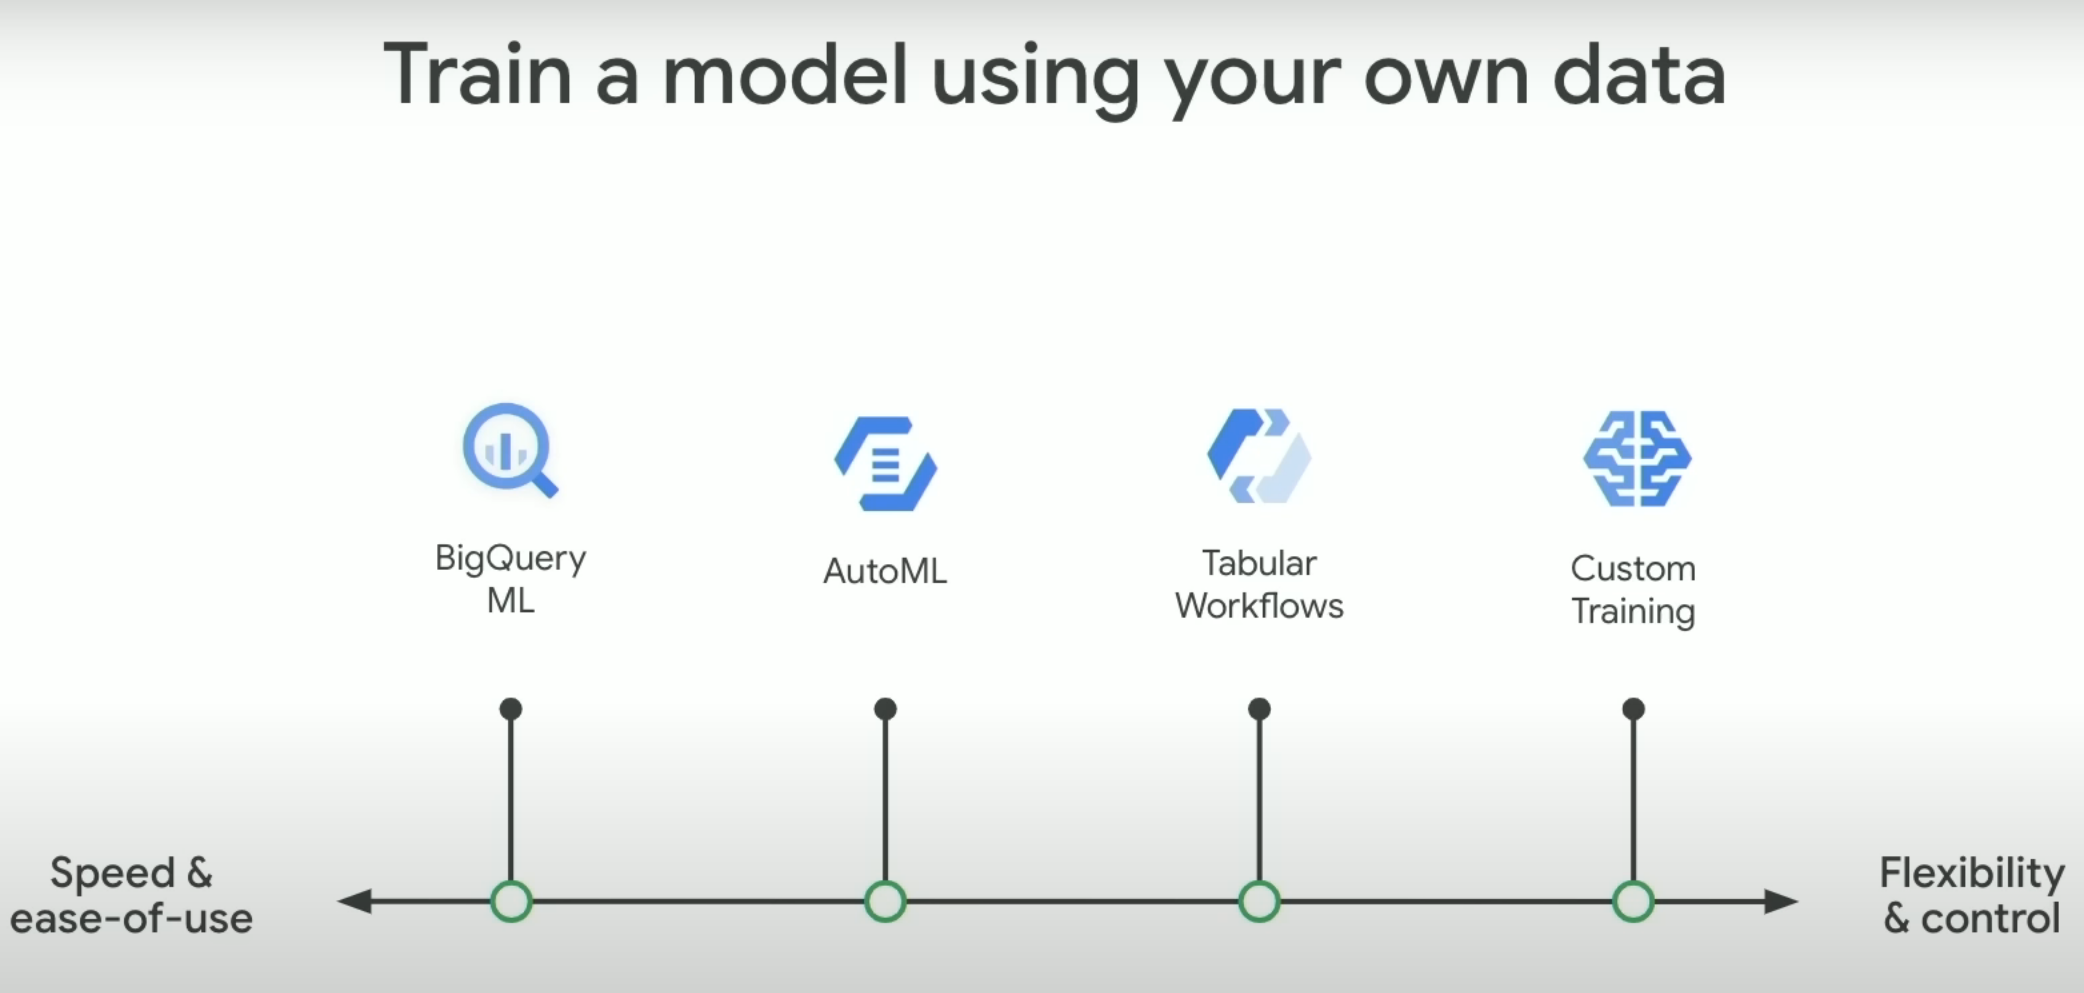 Train a model using your own data
BigQuery
ML
AutoML
Tabular
Workflows
Custom
Training
Speed &
ease-of-use
Flexibility
& control